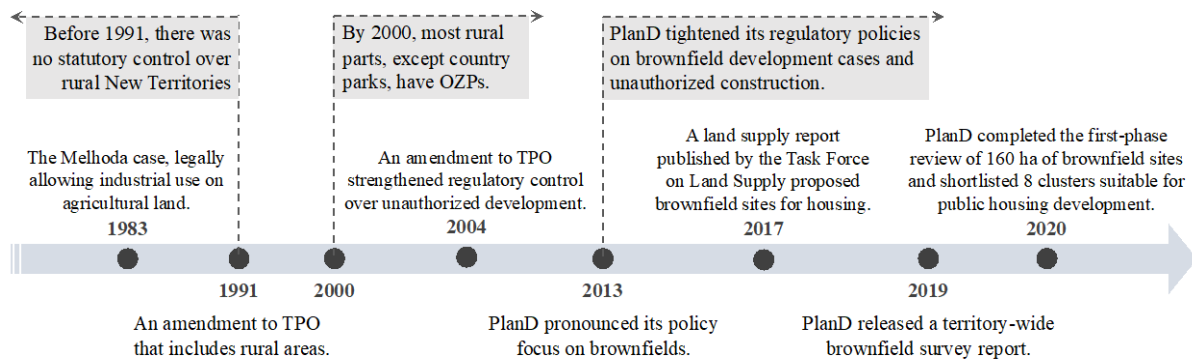 Before 1991, there was
no statutory control over
rural New Territories
By 2000, most rural
parts, except country
parks, have OZPs.
PlanD tightened its regulatory policies
on brownfield development cases and
unauthorized construction.
The Melhoda case, legally
allowing industrial use on
agricultural land.
1983
An amendment to TPO
strengthened regulatory control
over unauthorized development.
2004
A land supply report
published by the Task Force
on Land Supply proposed
brownfield sites for housing.
2017
PlanD completed the first-phase
review of 160 ha of brownfield sites
and shortlisted 8 clusters suitable for
public housing development.
2020
1991
An amendment to TPO
that includes rural areas.
2000
2013
PlanD pronounced its policy
focus on brownfields.
2019
PlanD released a territory-wide
brownfield survey report.